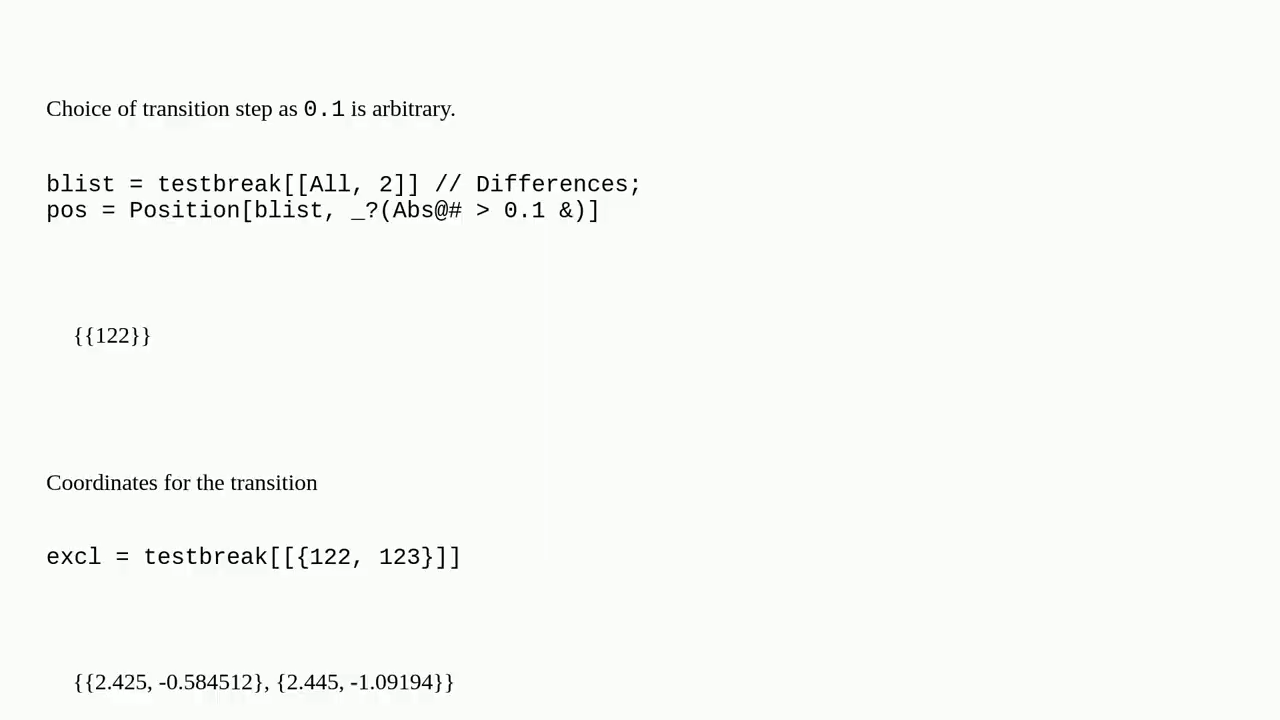 Choice of transition step as 0.1 is arbitrary.
blist = testbreak[[All, 2]] // Differences;
pos = Position[blist, _?(Abs@# > 0.1 &)]
{{122}}
Coordinates for the transition
excl = testbreak[[{122, 123}]]
{{2.425, -0.584512}, {2.445, -1.09194}}